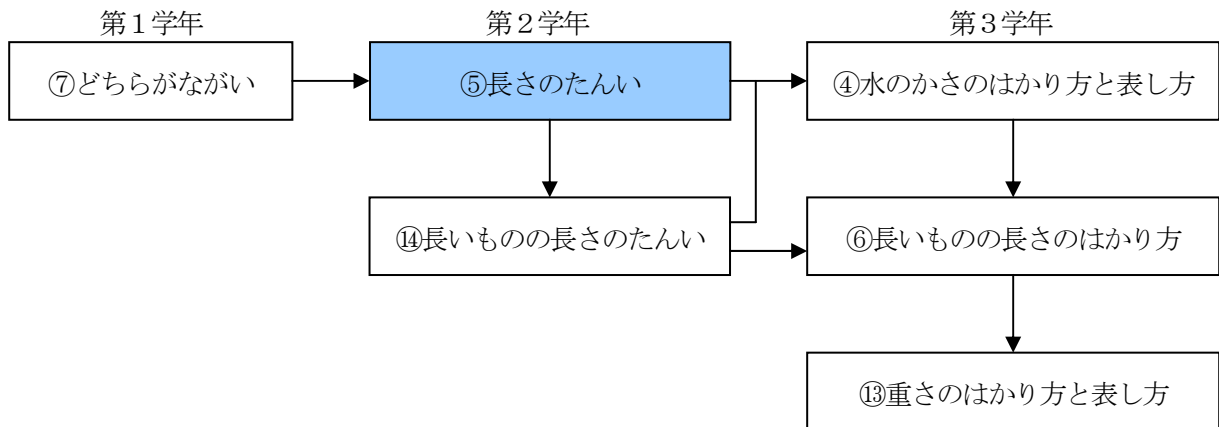 第１学年
第２学年
第３学年
⑦どちらがながい
⑤長さのたんい
④水のかさのはかり方と表し方
⑭長いものの長さのたんい
⑥長いものの長さのはかり方
⑬重さのはかり方と表し方